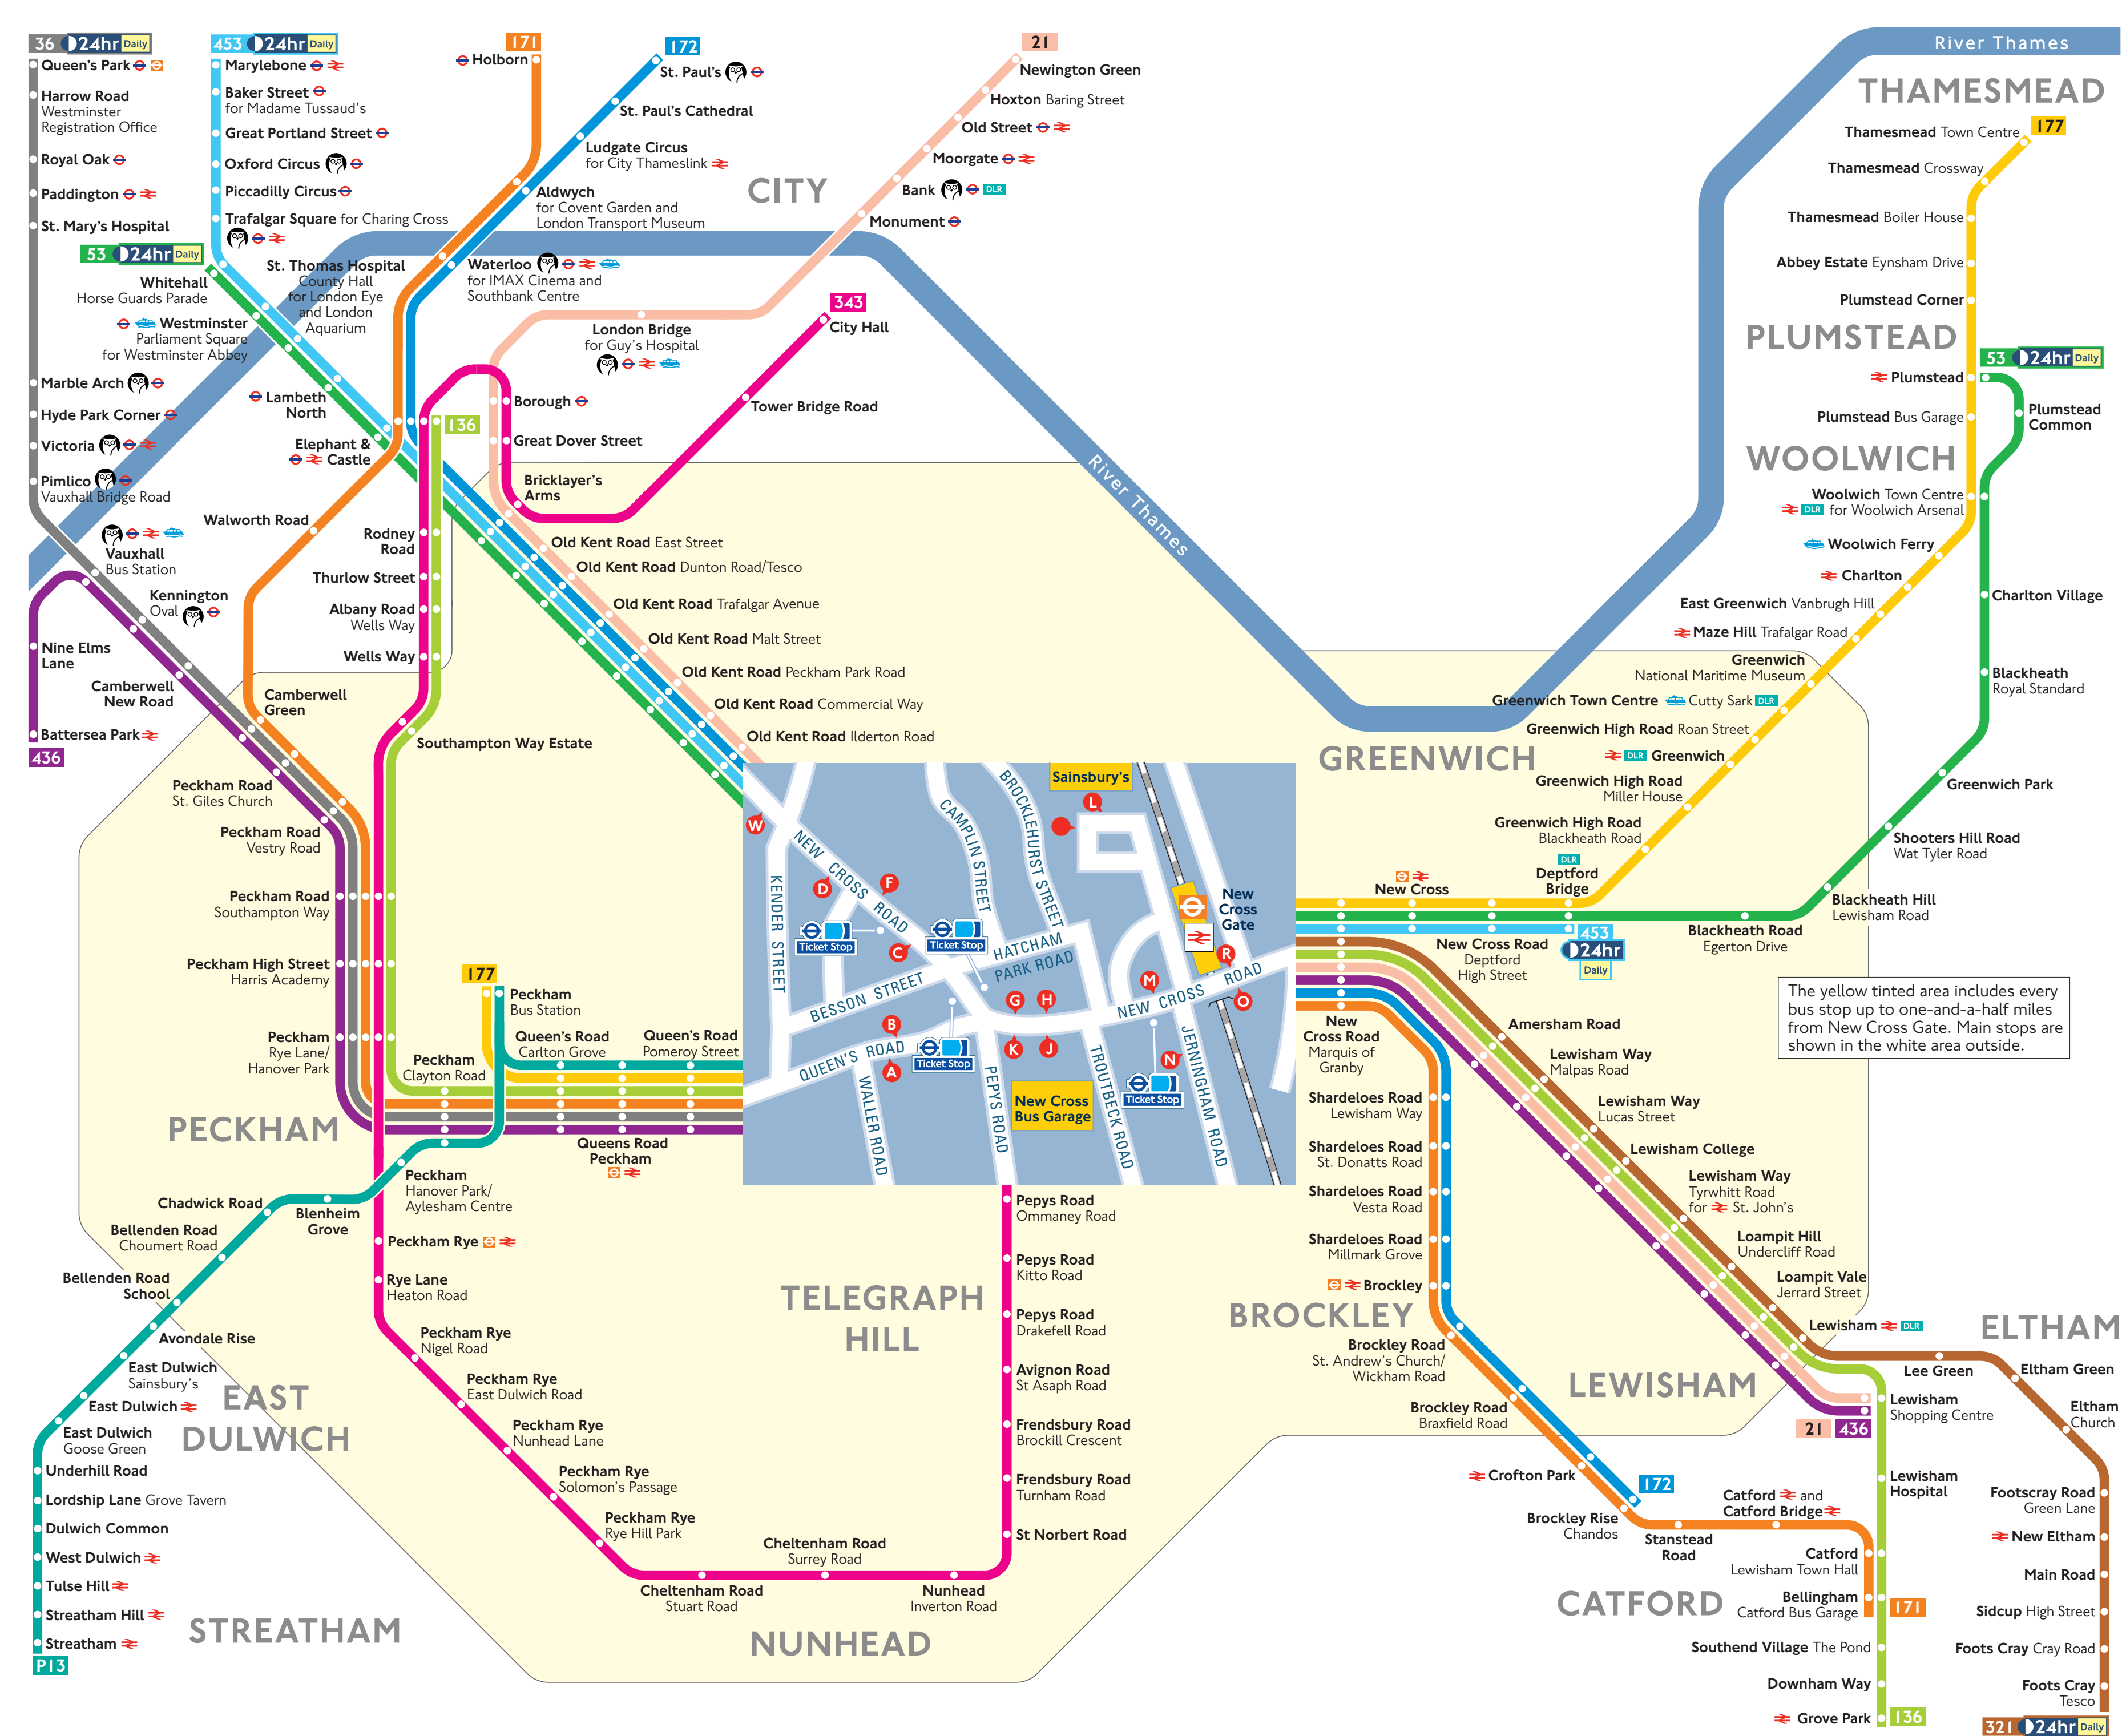 36 24hr Daily
Queen's Park
Harrow Road
Westminster
Registration Office
Royal Oak
Paddington
St. Mary's Hospital
Marble Arch
Hyde Park Corner
Victoria
Pimlico
Vauxhall Bridge Road
Vauxhall
Bus Station
Kennington
Oval
Nine Elms
Lane
Camberwell
New Road
Battersea Park
436
453 24hr Daily
Marylebone
Baker Street
for Madame Tussaud's
Great Portland Street
Oxford Circus
Piccadilly Circus
Trafalgar Square for Charing Cross
53 24hr Daily
Whitehall
Horse Guards Parade
Westminster
Parliament Square
for Westminster Abbey
St. Thomas Hospital
County Hall
for London Eye
and London
Aquarium
Lambeth
North
Elephant &
Castle
171
Holborn
172
St. Paul's
St. Paul's Cathedral
Ludgate Circus
for City Thameslink
Aldwych
for Covent Garden and
London Transport Museum
Waterloo
for IMAX Cinema and
Southbank Centre
CITY
21
Newington Green
Hoxton Baring Street
Old Street
Moorgate
Bank DLR
Monument
London Bridge
for Guy's Hospital
343
City Hall
Tower Bridge Road
Borough
Great Dover Street
Bricklayer's
Arms
136
Walworth Road
Rodney
Road
Thurlow Street
Albany Road
Wells Way
Wells Way
Southampton Way Estate
Old Kent Road East Street
Old Kent Road Dunton Road/Tesco
Old Kent Road Trafalgar Avenue
Old Kent Road Malt Street
Old Kent Road Peckham Park Road
Old Kent Road Commercial Way
Old Kent Road Ilderton Road
River Thames
River Thames
THAMESMEAD
177
Thamesmead Town Centre
Thamesmead Crossway
Thamesmead Boiler House
Abbey Estate Eynsham Drive
Plumstead Corner
PLUMSTEAD
53 24hr Daily
Plumstead
Plumstead
Common
Plumstead Bus Garage
WOOLWICH
Woolwich Town Centre
DLR for Woolwich Arsenal
Woolwich Ferry
Charlton
Charlton Village
East Greenwich Vanbrugh Hill
Maze Hill Trafalgar Road
Greenwich
National Maritime Museum
Blackheath
Royal Standard
Greenwich Town Centre Cutty Sark DLR
Greenwich High Road Roan Street
GREENWICH
DLR Greenwich
Greenwich High Road
Miller House
Greenwich Park
Greenwich High Road
Blackheath Road
Shooters Hill Road
Wat Tyler Road
DLR
Deptford
Bridge
New Cross
Blackheath Hill
Lewisham Road
Blackheath Road
Egerton Drive
453
24hr
Daily
New Cross Road
Deptford
High Street
The yellow tinted area includes every
bus stop up to one-and-a-half miles
from New Cross Gate. Main stops are
shown in the white area outside.
Camberwell
Green
Peckham Road
St. Giles Church
Peckham Road
Vestry Road
Peckham Road
Southampton Way
Peckham High Street
Harris Academy
Peckham
Rye Lane/
Hanover Park
177
Peckham
Bus Station
Queen's Road
Carlton Grove
Queen's Road
Pomeroy Street
Peckham
Clayton Road
Queens Road
Peckham
PECKHAM
Peckham
Hanover Park/
Aylesham Centre
Chadwick Road
Blenheim
Grove
Bellenden Road
Choumert Road
Bellenden Road
School
Avondale Rise
East Dulwich
Sainsbury's
East Dulwich
East Dulwich
Goose Green
EAST
DULWICH
Underhill Road
Lordship Lane Grove Tavern
Dulwich Common
West Dulwich
Tulse Hill
Streatham Hill
Streatham
P13
STREATHAM
Peckham Rye
Rye Lane
Heaton Road
Peckham Rye
Nigel Road
Peckham Rye
East Dulwich Road
Peckham Rye
Nunhead Lane
Peckham Rye
Solomon's Passage
Peckham Rye
Rye Hill Park
Cheltenham Road
Stuart Road
Cheltenham Road
Surrey Road
Nunhead
Inverton Road
NUNHEAD
TELEGRAPH
HILL
Pepys Road
Ommaney Road
Pepys Road
Kitto Road
Pepys Road
Drakefell Road
Avignon Road
St Asaph Road
Frendsbury Road
Brockill Crescent
Frendsbury Road
Turnham Road
St Norbert Road
Sainsbury's
L
W
NEW CROSS ROAD
CAMPLIN STREET
BROCKLEHURST STREET
KENDER STREET
D
F
C
Ticket Stop
Ticket Stop
HATCHAM
PARK ROAD
BESSON STREET
New
Cross
Gate
R
M
O
G
H
NEW CROSS ROAD
B
K
J
N
QUEEN'S ROAD
A
Ticket Stop
Ticket Stop
New Cross
Bus Garage
WALLER ROAD
PEPYS ROAD
TROUTBECK ROAD
JERNINGHAM ROAD
New
Cross Road
Marquis of
Granby
Shardeloes Road
Lewisham Way
Shardeloes Road
St. Donatts Road
Shardeloes Road
Vesta Road
Shardeloes Road
Millmark Grove
Brockley
BROCKLEY
Brockley Road
St. Andrew's Church/
Wickham Road
Brockley Road
Braxfield Road
Crofton Park
172
Brockley Rise
Chandos
Stanstead
Road
Catford and
Catford Bridge
Catford
Lewisham Town Hall
Bellingham
Catford Bus Garage
171
CATFORD
Southend Village The Pond
Downham Way
Grove Park
136
Amersham Road
Lewisham Way
Malpas Road
Lewisham Way
Lucas Street
Lewisham College
Lewisham Way
Tyrwhitt Road
for St. John's
Loampit Hill
Undercliff Road
Loampit Vale
Jerrard Street
Lewisham DLR
LEWISHAM
Lewisham
Shopping Centre
21 436
Lewisham
Hospital
ELTHAM
Lee Green
Eltham Green
Eltham
Church
Footscray Road
Green Lane
New Eltham
Main Road
Sidcup High Street
Foots Cray Cray Road
Foots Cray
Tesco
321 24hr Daily